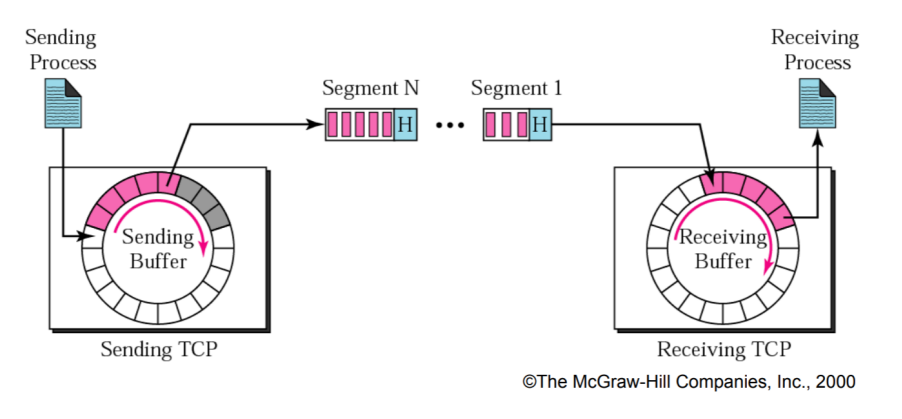 Sending
Process
Receiving
Process
Segment N
Segment 1
H
H
Sending
Buffer
Receiving
Buffer
Sending TCP
Receiving TCP
©The McGraw-Hill Companies, Inc., 2000